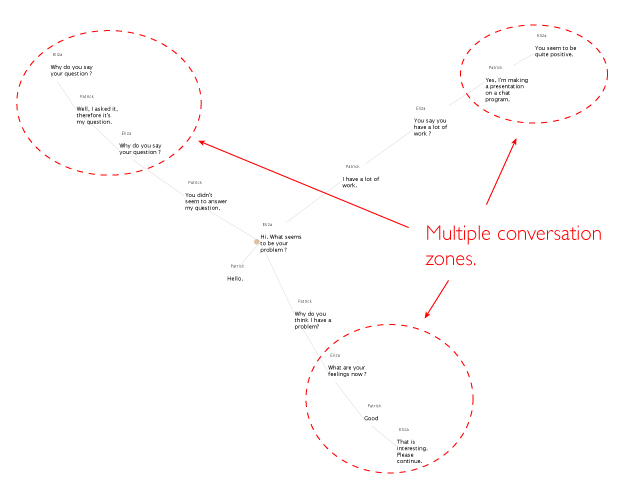 Eliza
Why do you say
your question ?
Patrick
Well, I asked it,
therefore it's
my question.
Eliza
Why do you say
your question ?
Patrick
You didn't
seem to answer
my question.
Eliza
Hi. What seems
to be your
problem ?
Patrick
Hello.
Patrick
I have a lot of
work.
Eliza
You say you
have a lot of
work ?
Patrick
Yes, I'm making
a presentation
on a chat
program.
Eliza
You seem to be
quite positive.
Multiple conversation
zones.
Patrick
Why do you
think I have a
problem?
Eliza
What are your
feelings now ?
Patrick
Good
Eliza
That is
interesting.
Please
continue.